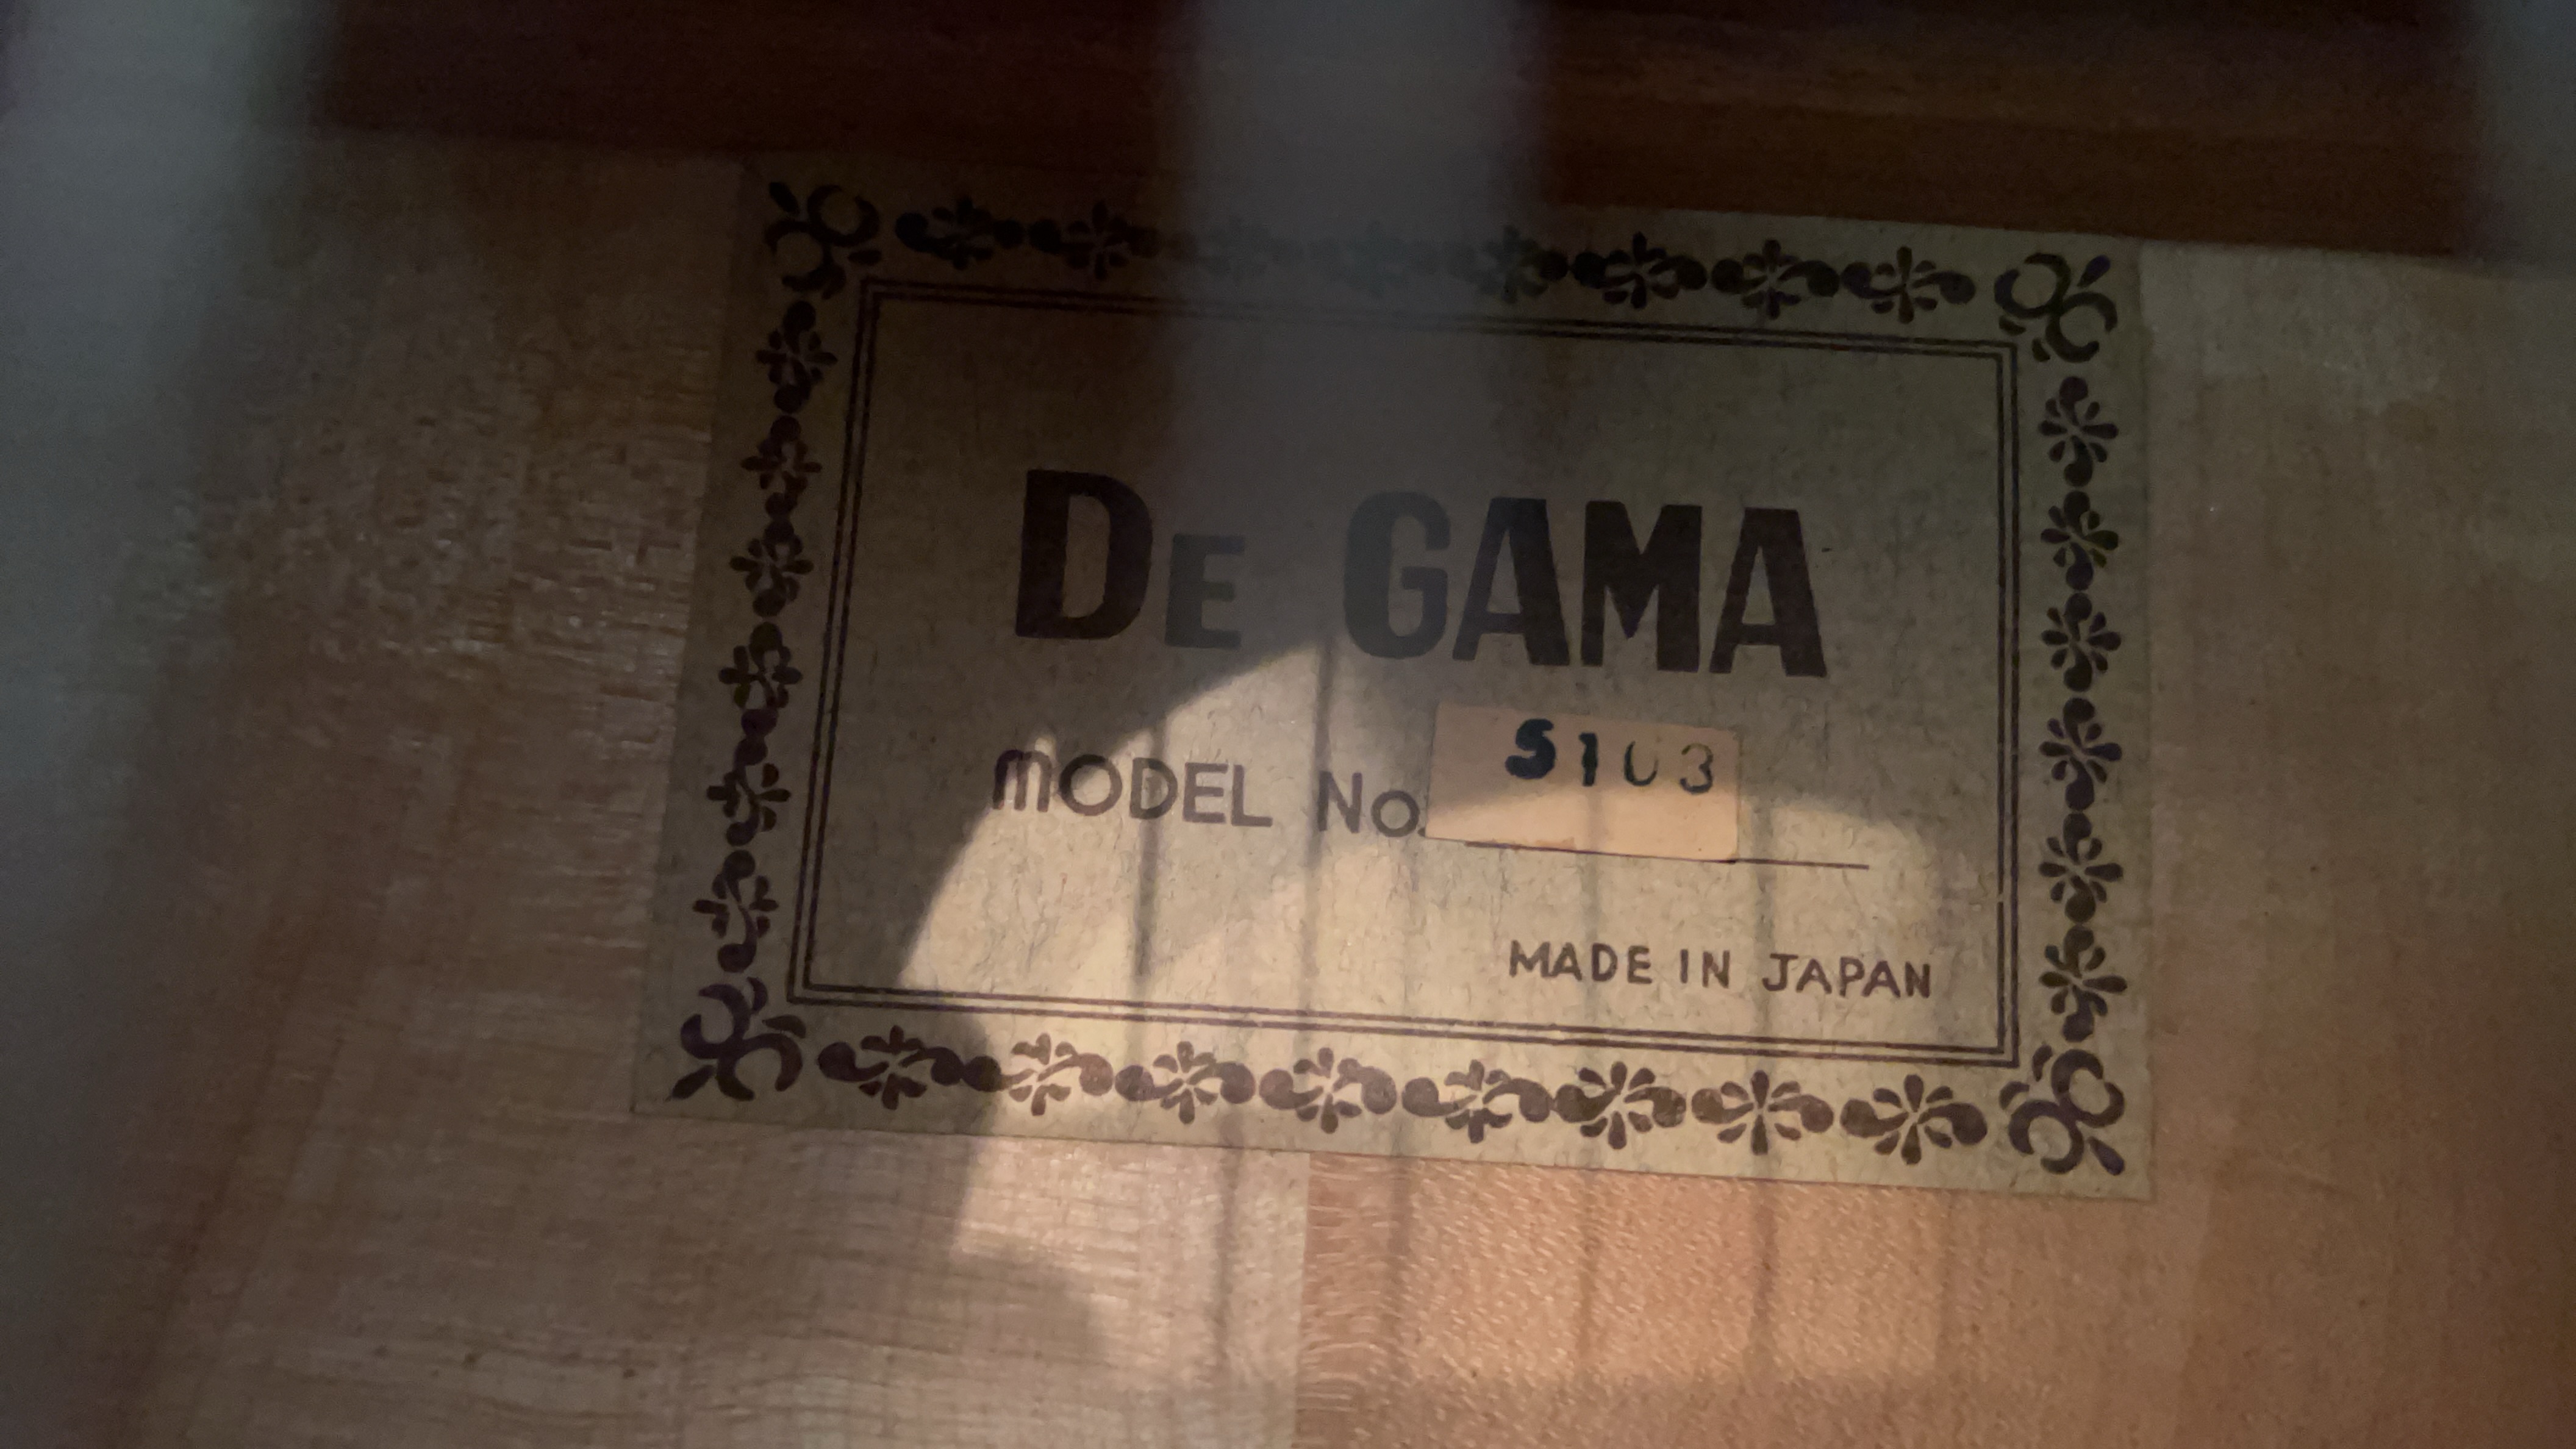 DE GAMA
MODEL No. S103
MADE IN JAPAN